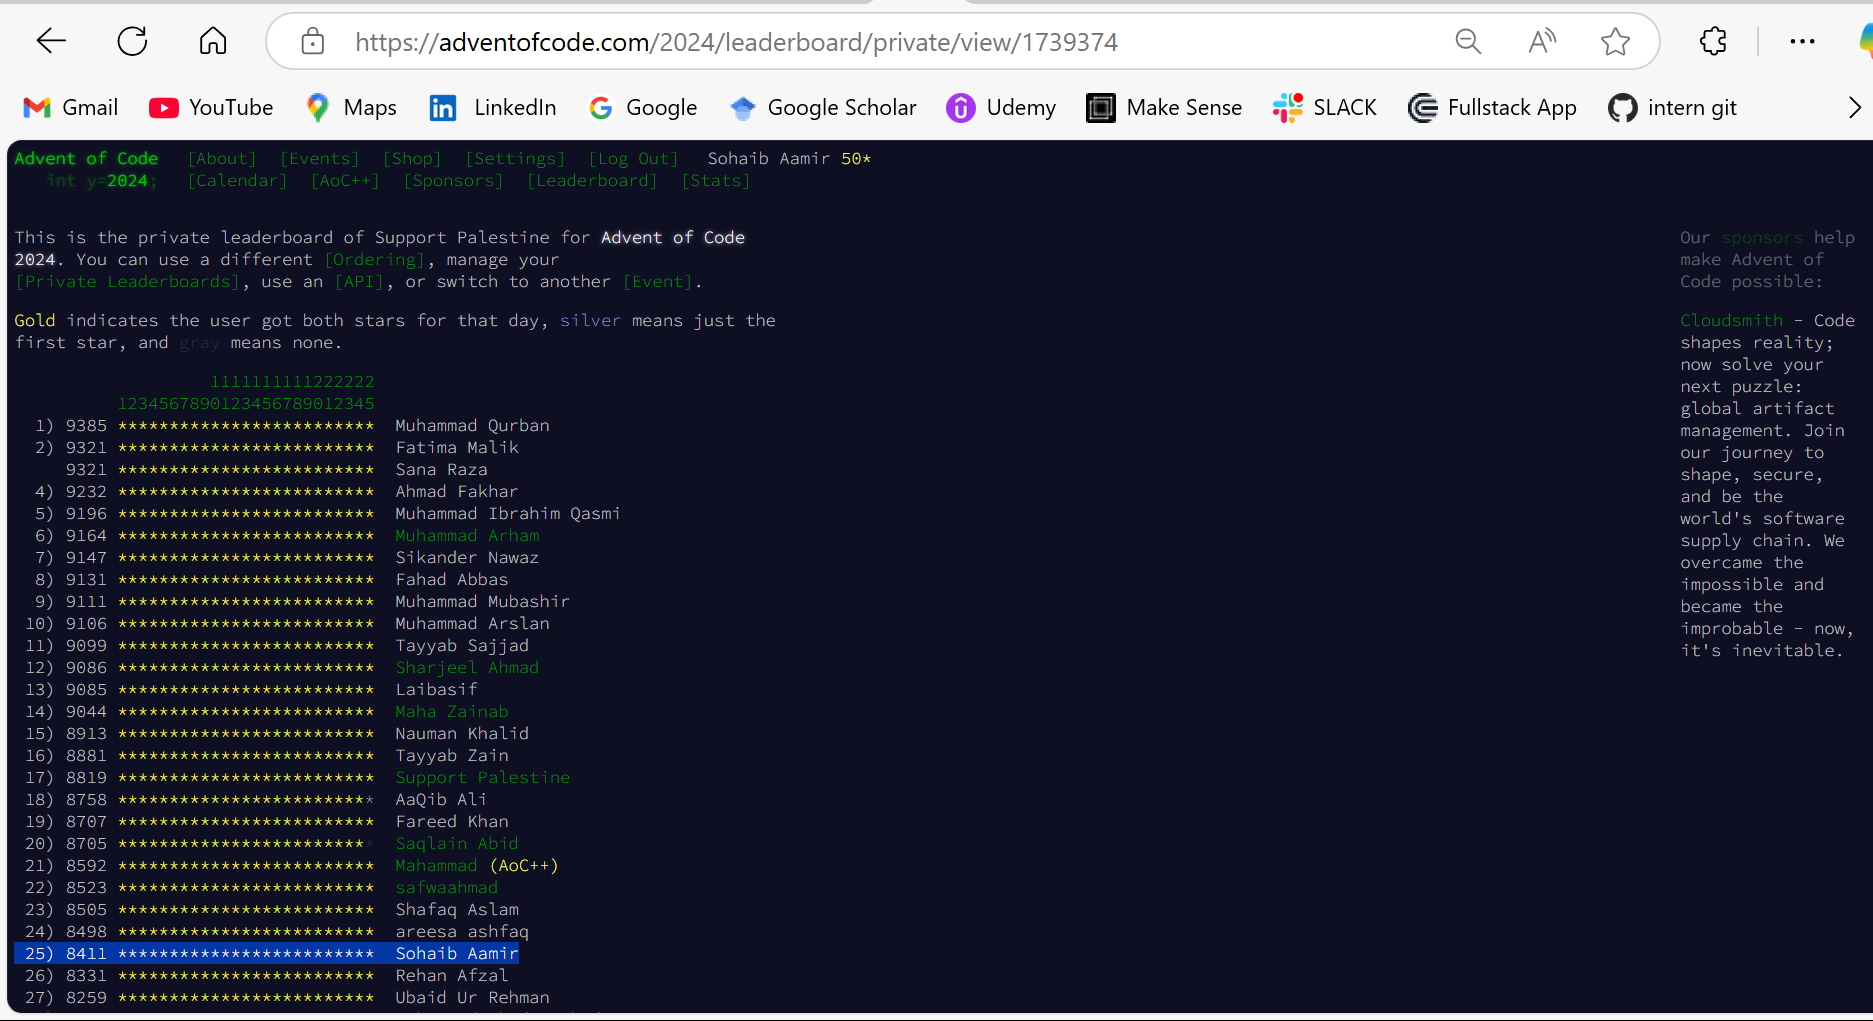 https://adventofcode.com/2024/leaderboard/private/view/1739374
Gmail YouTube Maps LinkedIn Google Google Scholar Udemy Make Sense SLACK Fullstack App intern git
Advent of Code [About] [Events] [Shop] [Settings] [Log Out] Sohaib Aamir 50*
int y=2024; [Calendar] [AoC++] [Sponsors] [Leaderboard] [Stats]
This is the private leaderboard of Support Palestine for Advent of Code
2024. You can use a different [Ordering], manage your
[Private Leaderboards], use an [API], or switch to another [Event].
Gold indicates the user got both stars for that day, silver means just the
first star, and gray means none.
1111111111222222
1234567890123456789012345
1) 9385 ************************* Muhammad Qurban
2) 9321 ************************* Fatima Malik
9321 ************************* Sana Raza
4) 9232 ************************* Ahmad Fakhar
5) 9196 ************************* Muhammad Ibrahim Qasmi
6) 9164 ************************* Muhammad Arham
7) 9147 ************************* Sikander Nawaz
8) 9131 ************************* Fahad Abbas
9) 9111 ************************* Muhammad Mubashir
10) 9106 ************************* Muhammad Arslan
11) 9099 ************************* Tayyab Sajjad
12) 9086 ************************* Sharjeel Ahmad
13) 9085 ************************* Laibasif
14) 9044 ************************* Maha Zainab
15) 8913 ************************* Nauman Khalid
16) 8881 ************************* Tayyab Zain
17) 8819 ************************* Support Palestine
18) 8758 ************************* AaQib Ali
19) 8707 ************************* Fareed Khan
20) 8705 ************************* Saqlain Abid
21) 8592 ************************* Mahammad (AoC++)
22) 8523 ************************* safwaahmad
23) 8505 ************************* Shafaq Aslam
24) 8498 ************************* areesa ashfaq
25) 8411 ************************* Sohaib Aamir
26) 8331 ************************* Rehan Afzal
27) 8259 ************************* Ubaid Ur Rehman
Our sponsors help
make Advent of
Code possible:
Cloudsmith - Code
shapes reality;
now solve your
next puzzle:
global artifact
management. Join
our journey to
shape, secure,
and be the
world's software
supply chain. We
overcame the
impossible and
became the
improbable - now,
it's inevitable.